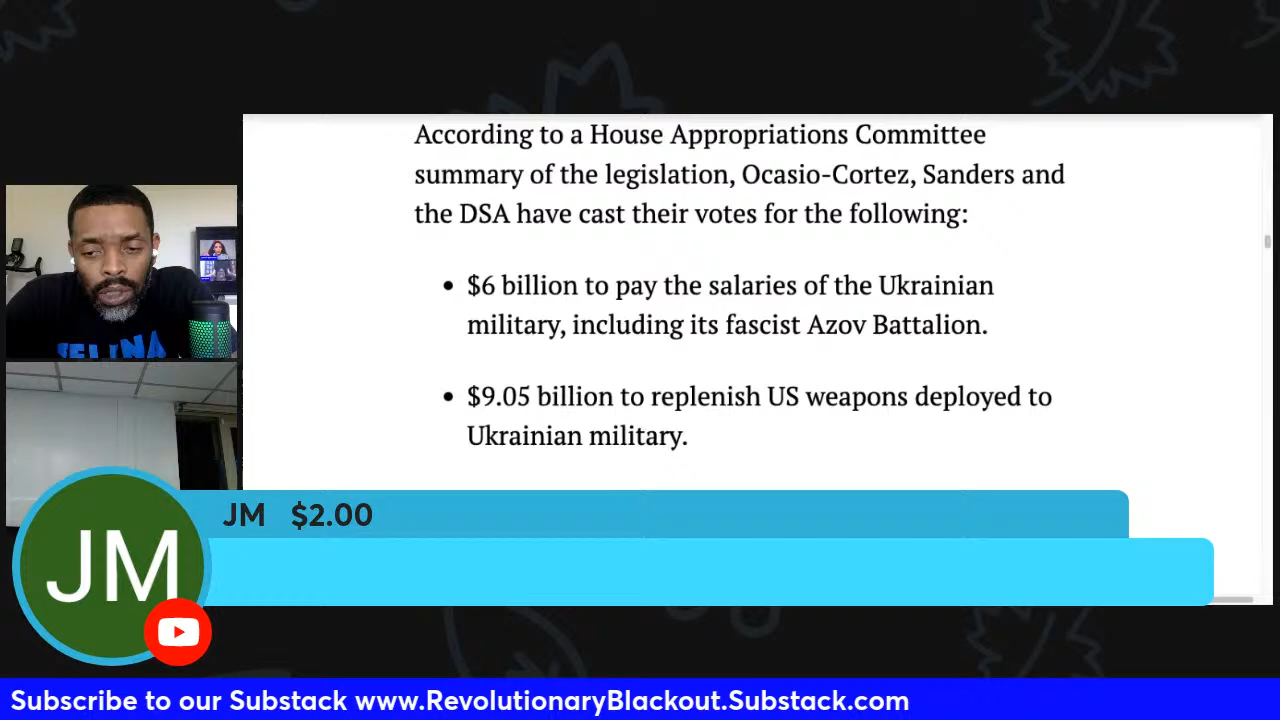 According to a House Appropriations Committee
summary of the legislation, Ocasio-Cortez, Sanders and
the DSA have cast their votes for the following:
• $6 billion to pay the salaries of the Ukrainian
military, including its fascist Azov Battalion.
• $9.05 billion to replenish US weapons deployed to
Ukrainian military.
JM $2.00
JM
Subscribe to our Substack www.RevolutionaryBlackout.Substack.com